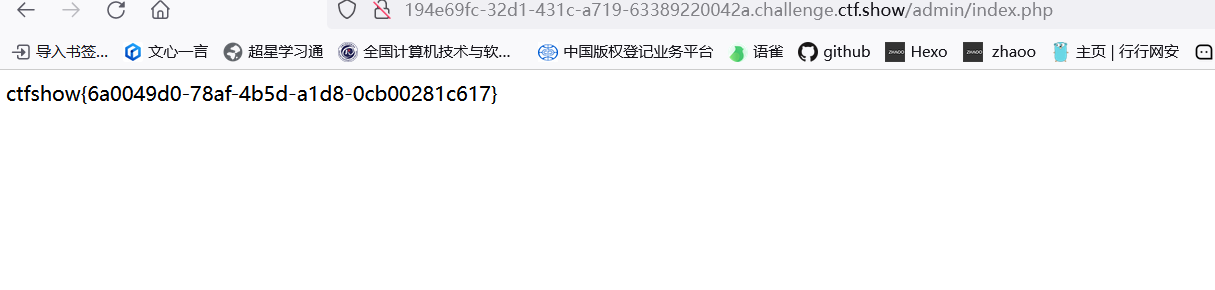 194e69fc-32d1-431c-a719-63389220042a.challenge.ctf.show/admin/index.php
导入书签... 文心一言 超星学习通 全国计算机技术与软... 中国版权登记业务平台 语雀 github ZHAOO Hexo ZHAOO zhaoo 主页 | 行行网安
ctfshow{6a0049d0-78af-4b5d-a1d8-0cb00281c617}